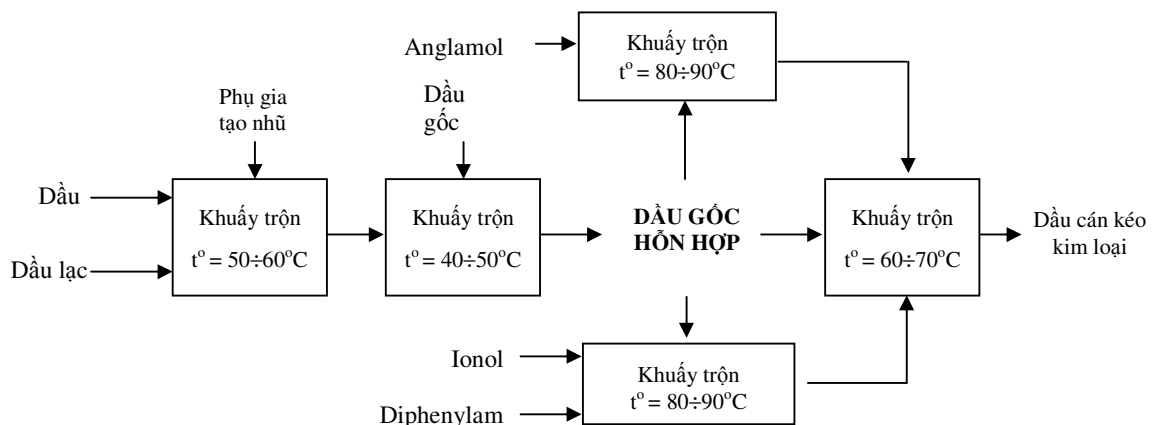 Anglamol
Khuấy trộn
tº = 80÷90ºC
Phụ gia
tạo nhũ
Dầu
gốc
Dầu
Dầu lạc
Khuấy trộn
tº = 50÷60ºC
Khuấy trộn
tº = 40÷50ºC
DẦU GỐC
HỖN HỢP
Khuấy trộn
tº = 60÷70ºC
Dầu cán kéo
kim loại
Ionol
Diphenylam
Khuấy trộn
tº = 80÷90ºC